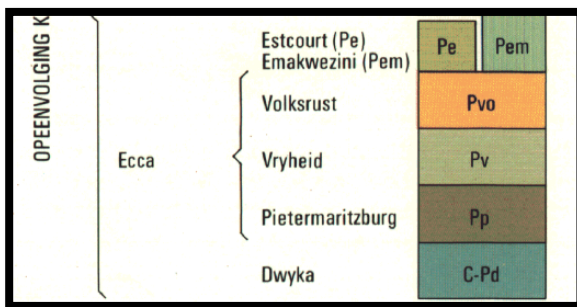 OPEENVOLGING K
Estcourt (Pe)
Emakwezini (Pem)
Pe
Pem
Volksrust
Pvo
Ecca
Vryheid
Pv
Pietermaritzburg
Pp
Dwyka
C-Pd